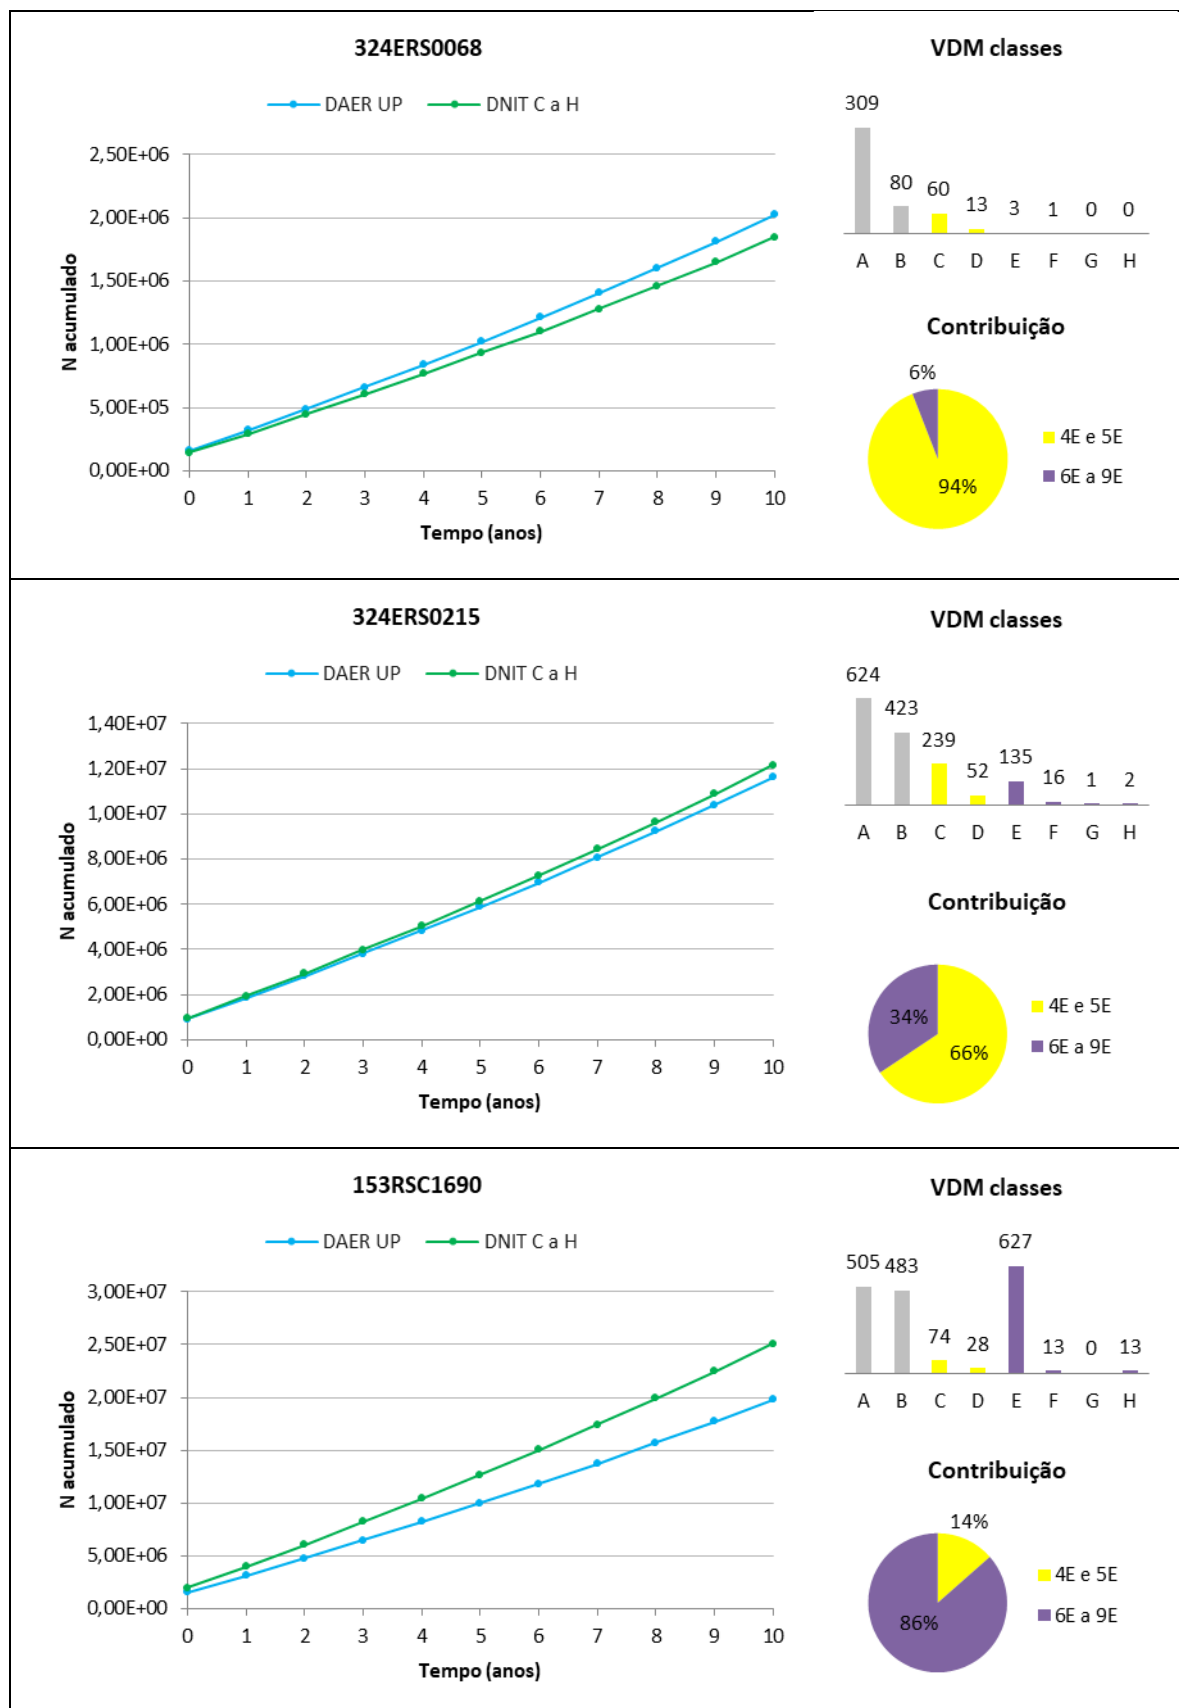 324ERS0068
DAER UP
DNIT C a H
N acumulado
2,50E+06
2,00E+06
1,50E+06
1,00E+06
5,00E+05
0,00E+00
0 1 2 3 4 5 6 7 8 9 10
Tempo (anos)
VDM classes
309 80 60 13 3 1 0 0
A B C D E F G H
Contribuição
6%
94%
4E e 5E
6E a 9E
324ERS0215
DAER UP
DNIT C a H
N acumulado
1,40E+07
1,20E+07
1,00E+07
8,00E+06
6,00E+06
4,00E+06
2,00E+06
0,00E+00
0 1 2 3 4 5 6 7 8 9 10
Tempo (anos)
VDM classes
624 423 239 52 135 16 1 2
A B C D E F G H
Contribuição
34%
66%
4E e 5E
6E a 9E
153RSC1690
DAER UP
DNIT C a H
N acumulado
3,00E+07
2,50E+07
2,00E+07
1,50E+07
1,00E+07
5,00E+06
0,00E+00
0 1 2 3 4 5 6 7 8 9 10
Tempo (anos)
VDM classes
505 483 74 28 627 13 0 13
A B C D E F G H
Contribuição
14%
86%
4E e 5E
6E a 9E